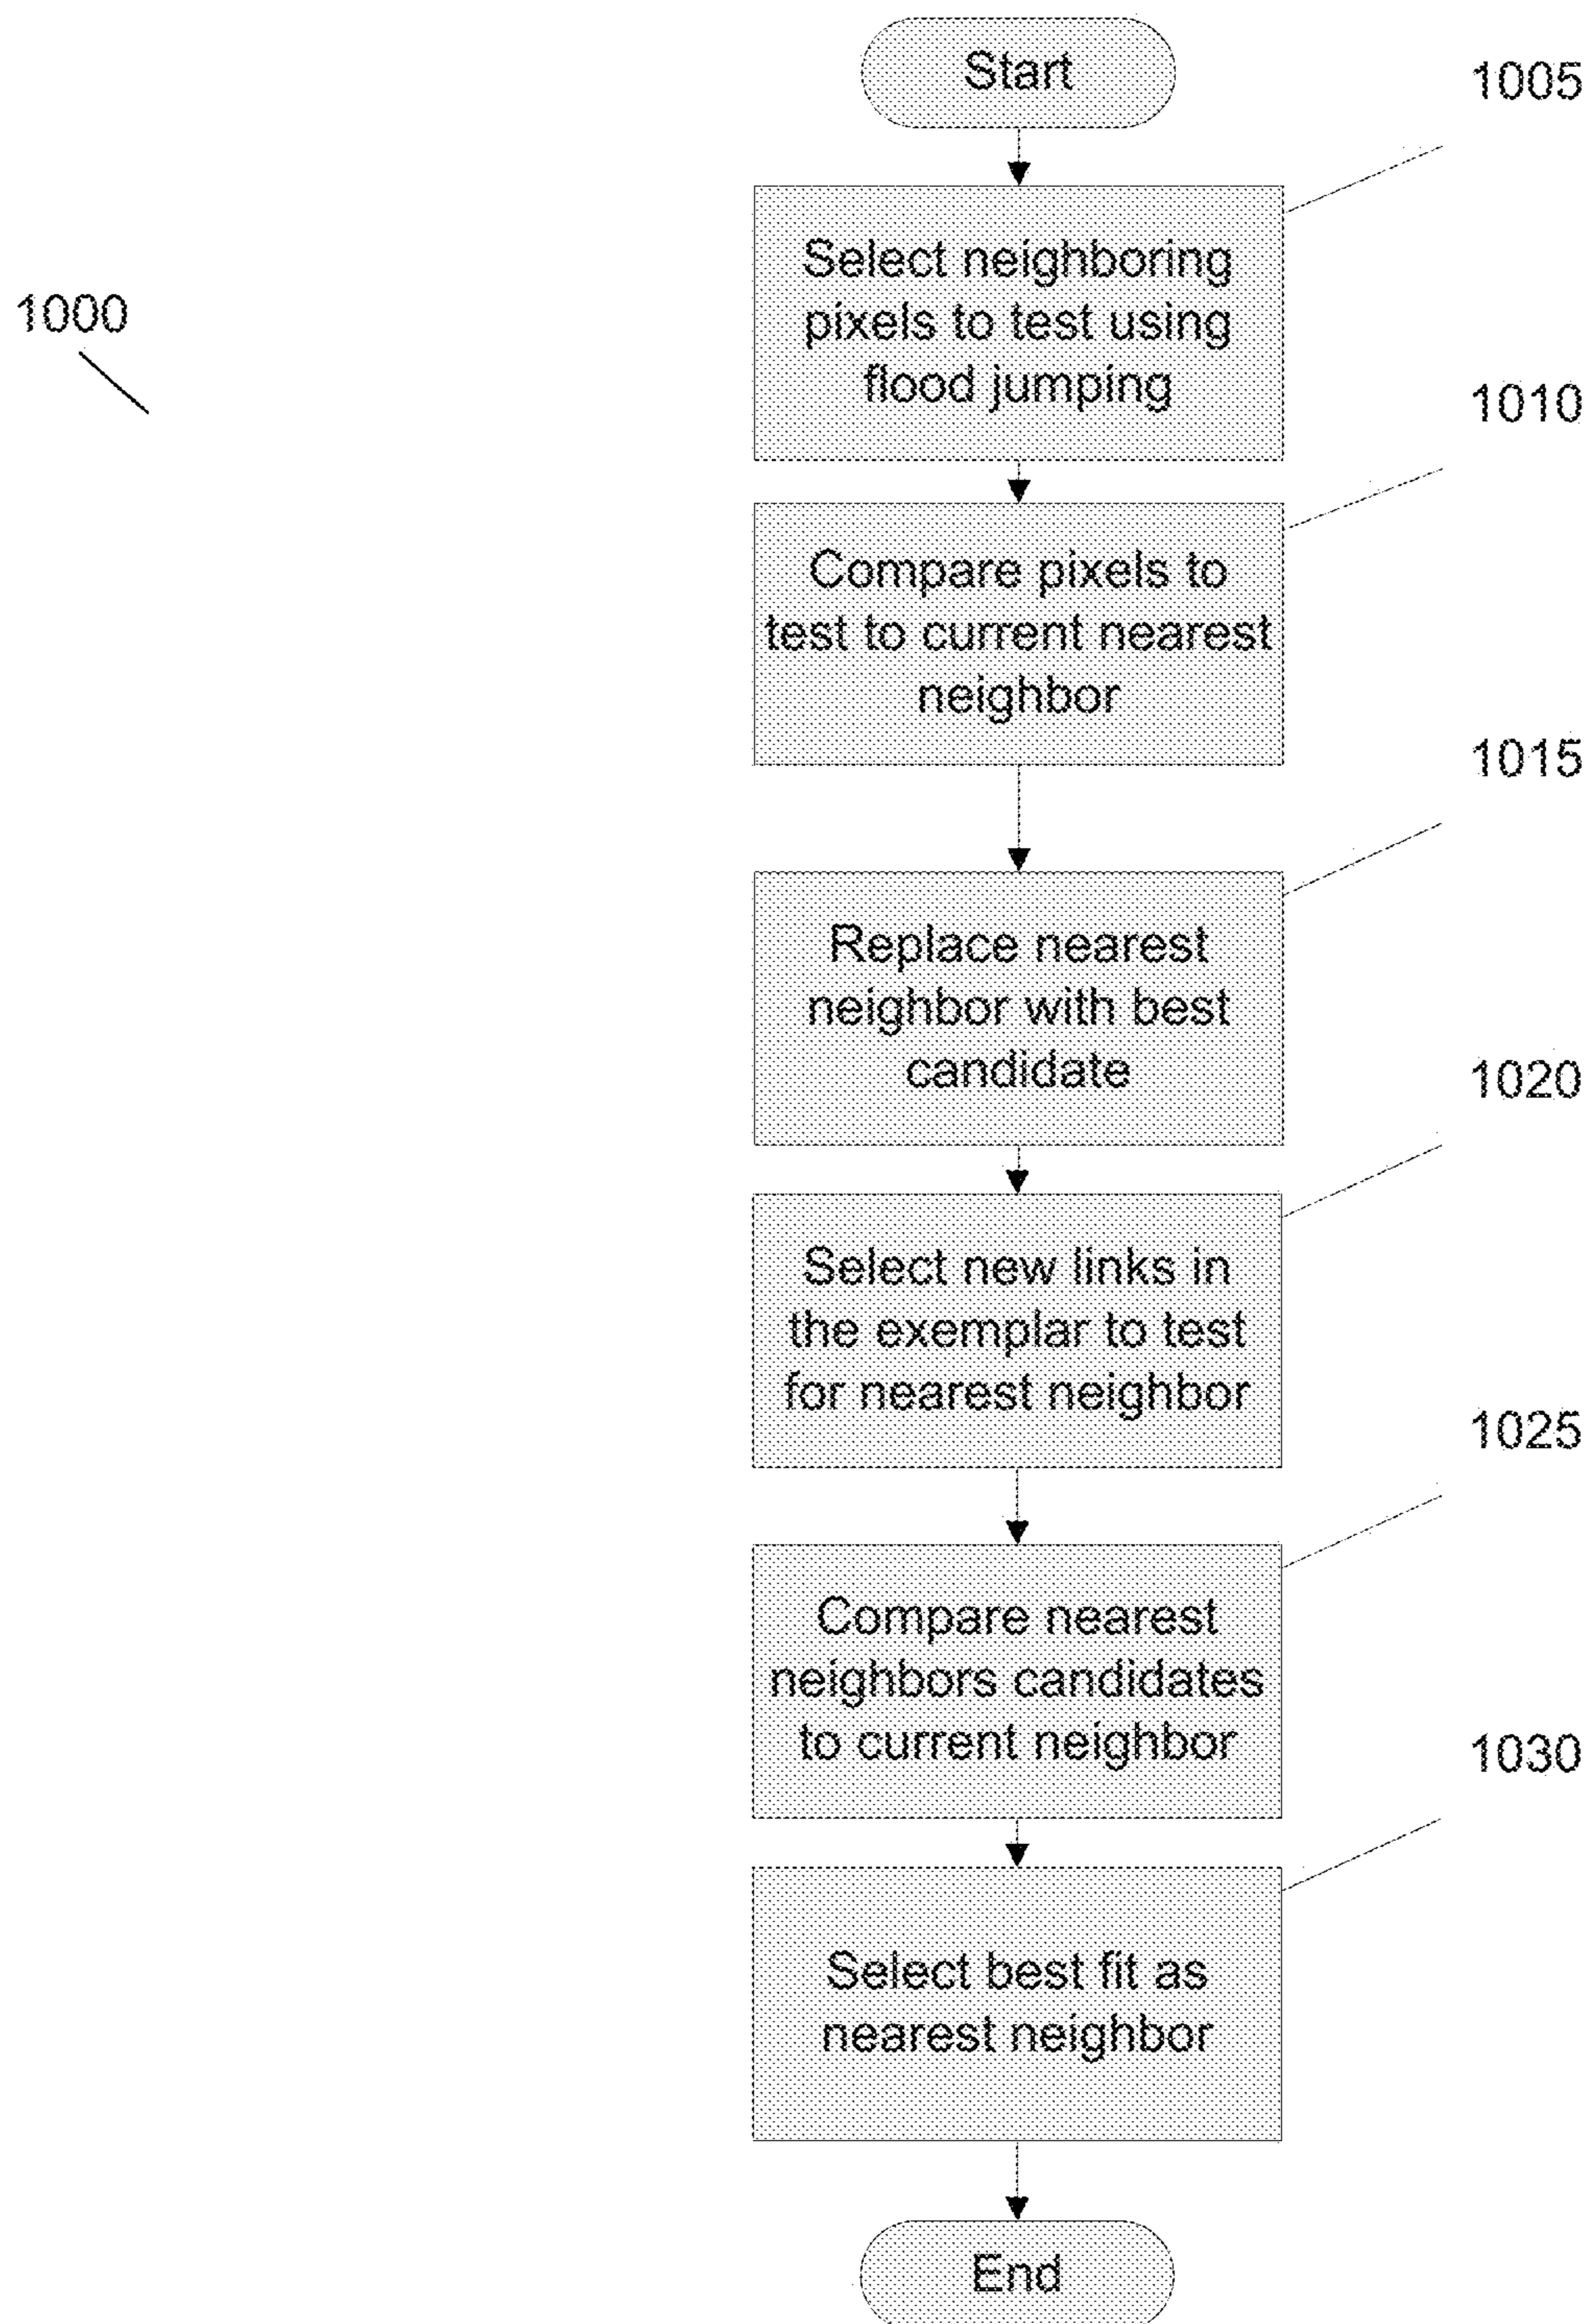 Start
1005
Select neighboring
pixels to test using
flood jumping
1000
1010
Compare pixels to
test to current nearest
neighbor
1015
Replace nearest
neighbor with best
candidate
1020
Select new links in
the exemplar to test
for nearest neighbor
1025
Compare nearest
neighbors candidates
to current neighbor
1030
Select best fit as
nearest neighbor
End